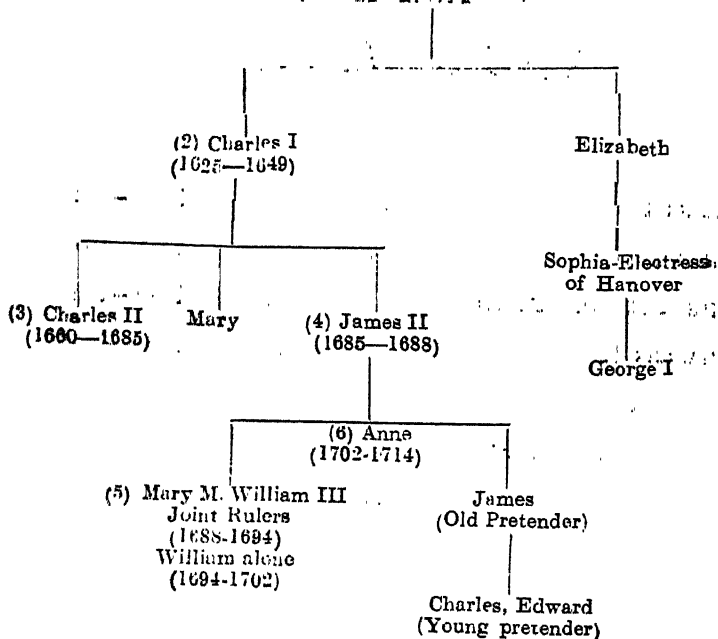 (2) Charles I
(1625—1649)
Elizabeth
Sophia-Electress
of Hanover
(3) Charles II
(1660—1685)
Mary
(4) James II
(1685—1688)
George I
(6) Anne
(1702-1714)
(5) Mary M. William III
Joint Rulers
(1688-1694)
William alone
(1694-1702)
James
(Old Pretender)
Charles, Edward
(Young pretender)